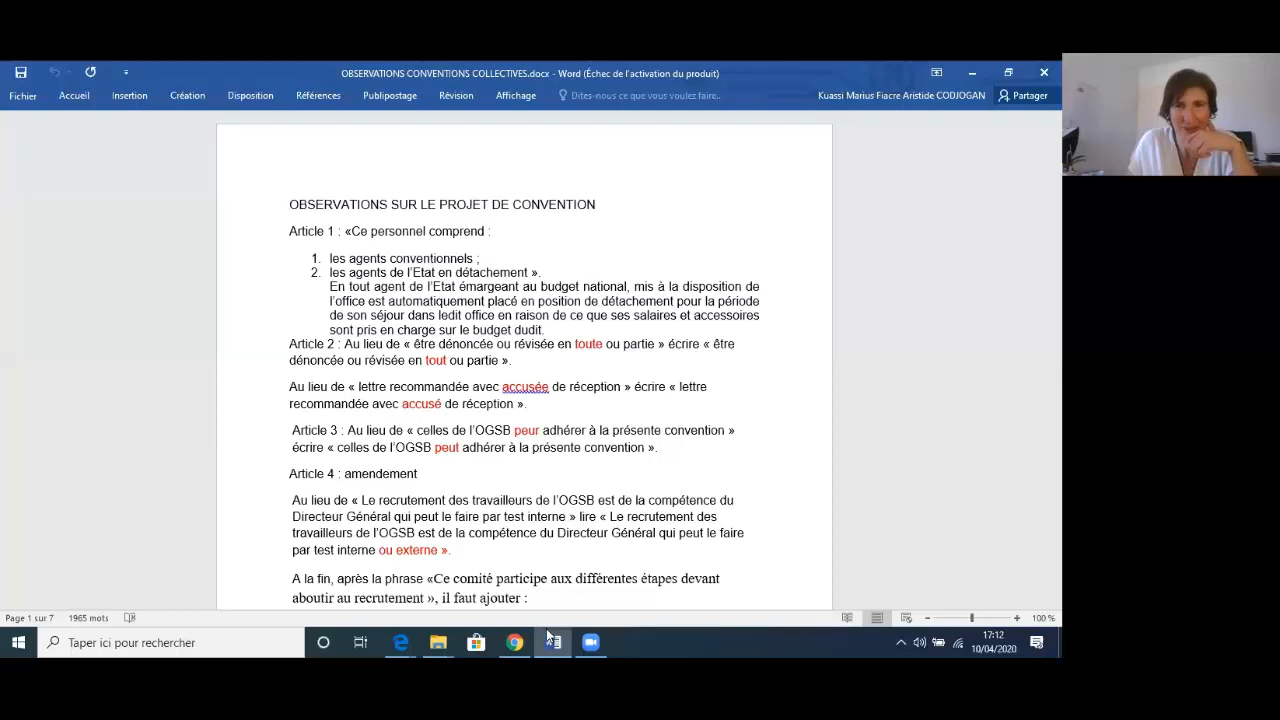 OBSERVATIONS CONVENTIONS COLLECTIVES.docx - Word (Échec de l'activation du produit)
Fichier Accueil Insertion Création Disposition Références Publipostage Révision Affichage Dites-nous ce que vous voulez faire.. Kuassi Marius Fiacre Aristide CODJOGAN Partager
OBSERVATIONS SUR LE PROJET DE CONVENTION
Article 1 : «Ce personnel comprend :
1. les agents conventionnels ;
2. les agents de l'Etat en détachement ».
En tout agent de l'Etat émargeant au budget national, mis à la disposition de
l'office est automatiquement placé en position de détachement pour la période
de son séjour dans ledit office en raison de ce que ses salaires et accessoires
sont pris en charge sur le budget dudit.
Article 2 : Au lieu de « être dénoncée ou révisée en toute ou partie » écrire « être
dénoncée ou révisée en tout ou partie ».
Au lieu de « lettre recommandée avec accusée de réception » écrire « lettre
recommandée avec accusé de réception ».
Article 3 : Au lieu de « celles de l'OGSB peur adhérer à la présente convention »
écrire « celles de l'OGSB peut adhérer à la présente convention ».
Article 4 : amendement
Au lieu de « Le recrutement des travailleurs de l'OGSB est de la compétence du
Directeur Général qui peut le faire par test interne » lire « Le recrutement des
travailleurs de l'OGSB est de la compétence du Directeur Général qui peut le faire
par test interne ou externe ».
A la fin, après la phrase «Ce comité participe aux différentes étapes devant
aboutir au recrutement », il faut ajouter :
Page 1 sur 7 1965 mots 100 %
Taper ici pour rechercher
17:12
10/04/2020